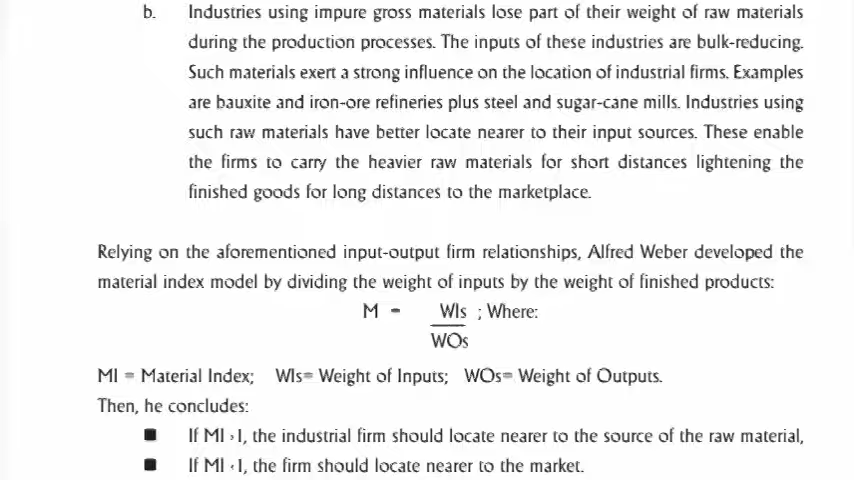 b. Industries using impure gross materials lose part of their weight of raw materials
during the production processes. The inputs of these industries are bulk-reducing.
Such materials exert a strong influence on the location of industrial firms. Examples
are bauxite and iron-ore refineries plus steel and sugar-cane mills. Industries using
such raw materials have better locate nearer to their input sources. These enable
the firms to carry the heavier raw materials for short distances lightening the
finished goods for long distances to the marketplace.
Relying on the aforementioned input-output firm relationships, Alfred Weber developed the
material index model by dividing the weight of inputs by the weight of finished products:
M = WIs ; Where:
WOs
MI = Material Index; WIs= Weight of Inputs; WOs= Weight of Outputs.
Then, he concludes:
■ If MI >1, the industrial firm should locate nearer to the source of the raw material,
■ If MI <1, the firm should locate nearer to the market.